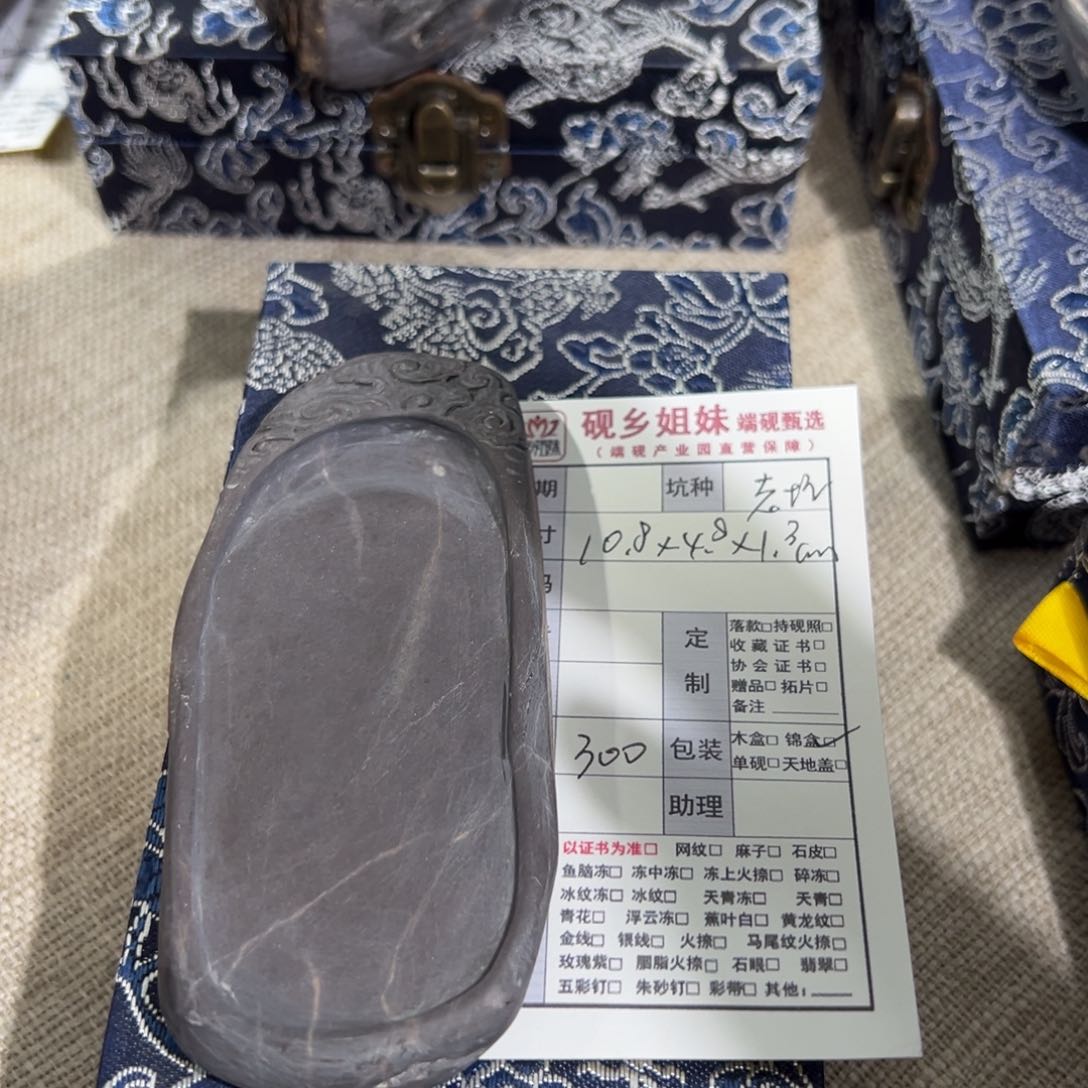 砚乡姐妹 端砚甄选
(端砚产业园直营保障)
期 坑种 老坑
寸 10.8×4.8×1.3cm
码
定制
落款□ 持砚照□
收藏证书□
协会证书□
赠品□ 拓片□
备注
300 包装 木盒□ 锦盒□
单砚□ 天地盖□
助理
以证书为准□ 网纹□ 麻子□ 石皮□
鱼脑冻□ 冻中冻□ 冻上火捺□ 碎冻□
冰纹冻□ 冰纹□ 天青冻□ 天青□
青花□ 浮云冻□ 蕉叶白□ 黄龙纹□
金线□ 银线□ 火捺□ 马尾纹火捺□
玫瑰紫□ 胭脂火捺□ 石眼□ 翡翠□
五彩钉□ 朱砂钉□ 彩带□ 其他: